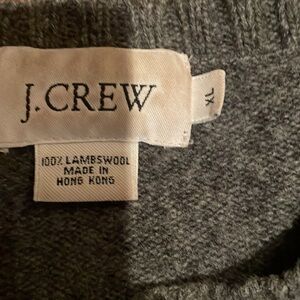 J.CREW
XL
100% LAMBSWOOL
MADE IN
HONG KONG